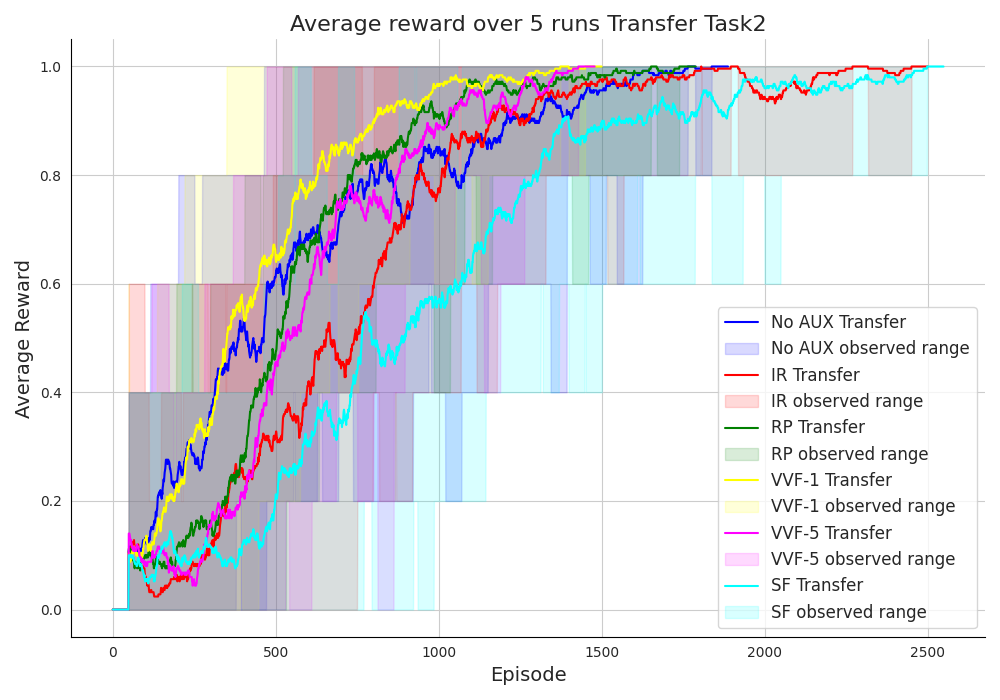 Average reward over 5 runs Transfer Task2
Average Reward
1.0
0.8
0.6
0.4
0.2
0.0
0
500
1000
1500
2000
2500
Episode
No AUX Transfer
No AUX observed range
IR Transfer
IR observed range
RP Transfer
RP observed range
VVF-1 Transfer
VVF-1 observed range
VVF-5 Transfer
VVF-5 observed range
SF Transfer
SF observed range